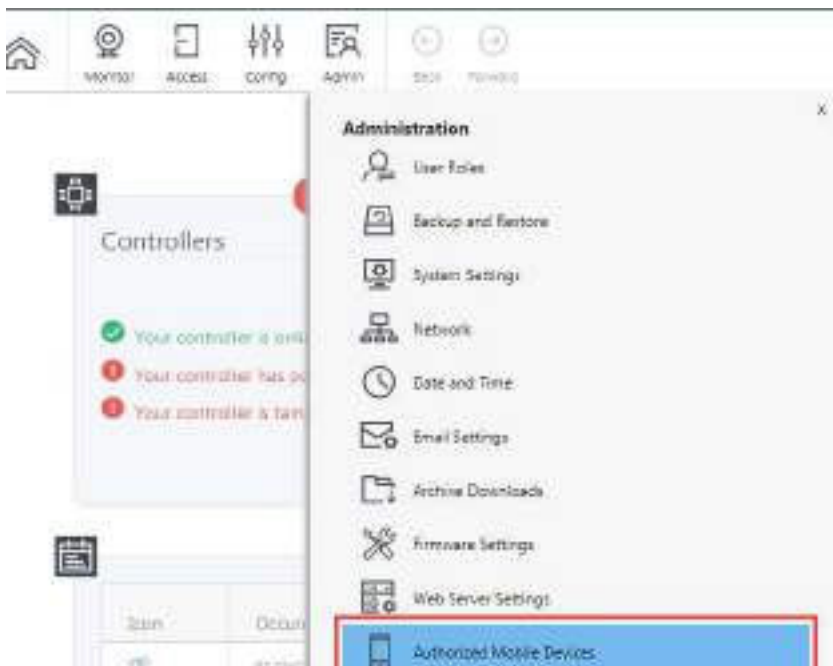 Monitor Access Config Admin Back Forward
x
Administration
User Roles
Backup and Restore
System Settings
Network
Date and Time
Email Settings
Archive Downloads
Firmware Settings
Web Server Settings
Authorized Mobile Devices
Controllers
Your controller is
Your controller has
Your controller is
Icon